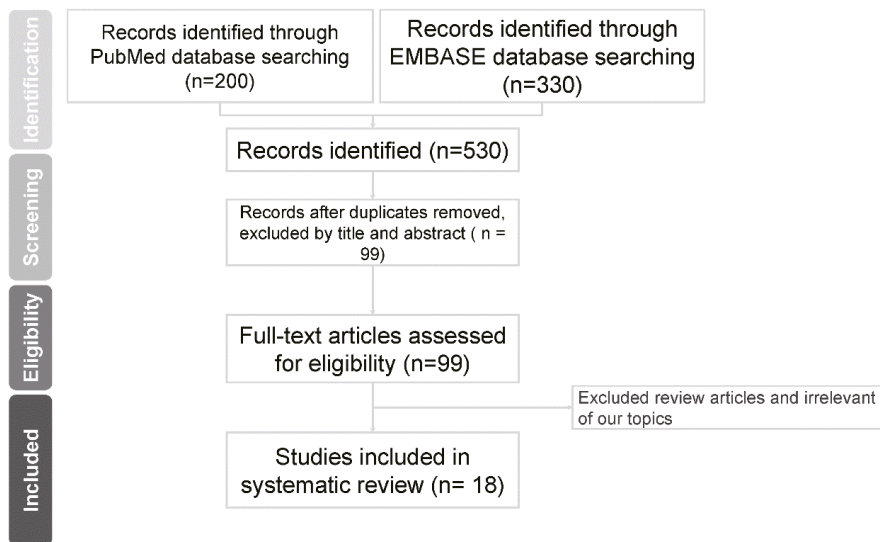 Identification
Records identified through
PubMed database searching
(n=200)
Records identified through
EMBASE database searching
(n=330)
Records identified (n=530)
Screening
Records after duplicates removed,
excluded by title and abstract ( n =
99)
Eligibility
Full-text articles assessed
for eligibility (n=99)
Excluded review articles and irrelevant
of our topics
Included
Studies included in
systematic review (n= 18)